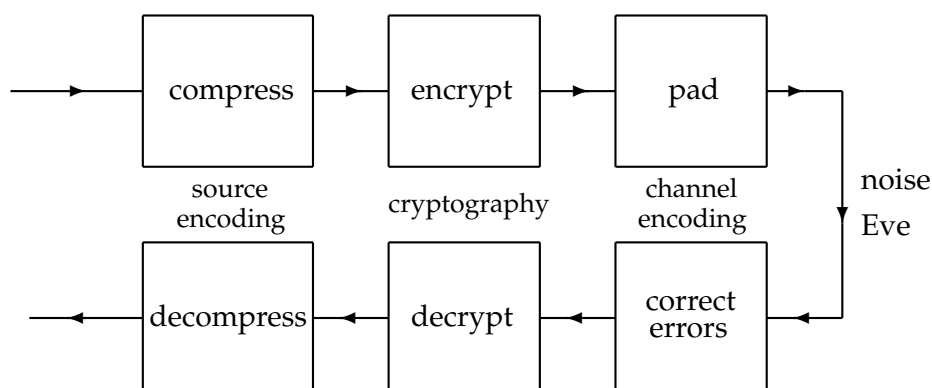 compress
encrypt
pad
source
encoding
cryptography
channel
encoding
noise
Eve
decompress
decrypt
correct
errors